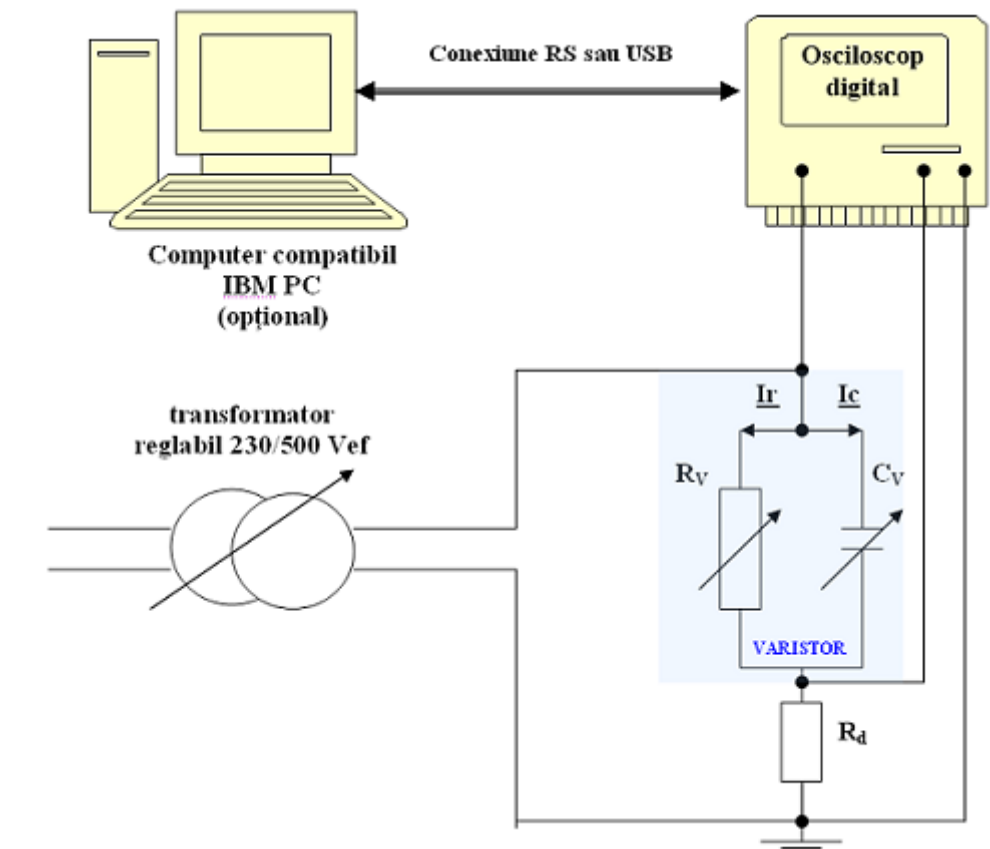 Conexiune RS sau USB
Osciloscop
digital
Computer compatibil
IBM PC
(opţional)
transformator
reglabil 230/500 Vef
Ir
Ic
RV
CV
VARISTOR
Rd